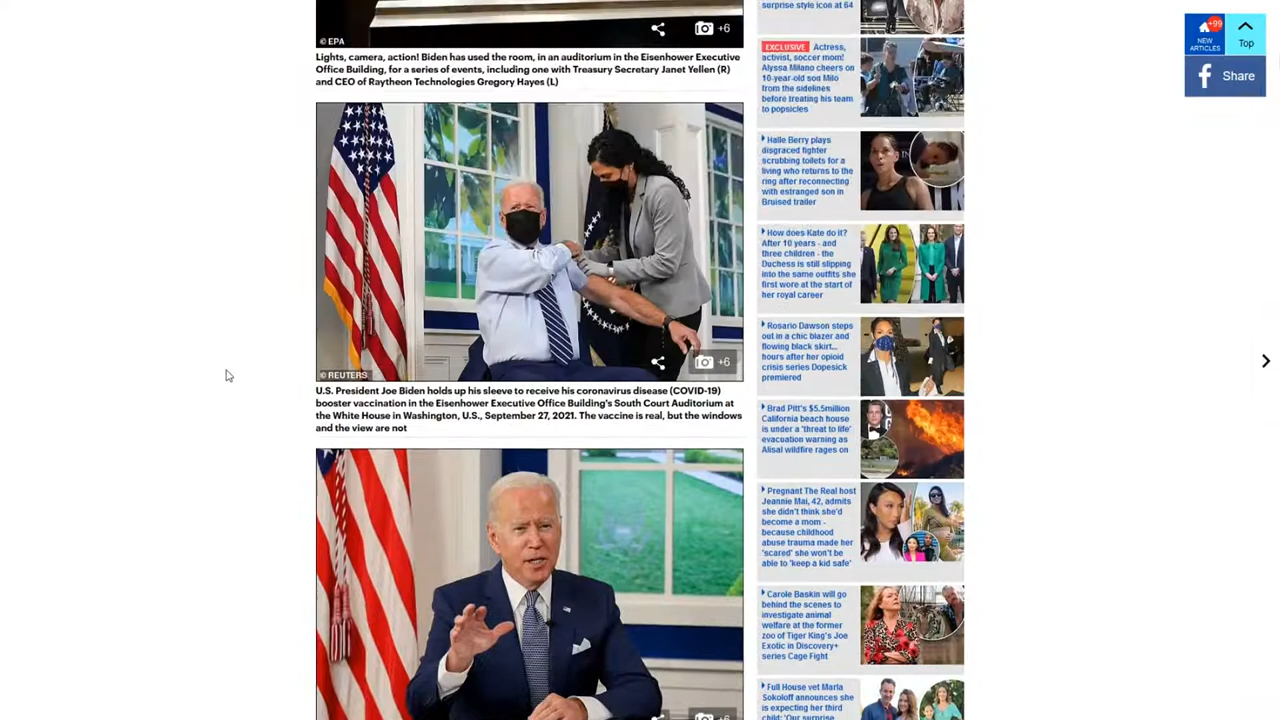 surprise style icon at 64
+6
© EPA
Lights, camera, action! Biden has used the room, in an auditorium in the Eisenhower Executive
Office Building, for a series of events, including one with Treasury Secretary Janet Yellen (R)
and CEO of Raytheon Technologies Gregory Hayes (L)
+6
© REUTERS
U.S. President Joe Biden holds up his sleeve to receive his coronavirus disease (COVID-19)
booster vaccination in the Eisenhower Executive Office Building's South Court Auditorium at
the White House in Washington, U.S., September 27, 2021. The vaccine is real, but the windows
and the view are not
+6
EXCLUSIVE Actress,
activist, soccer mom!
Alyssa Milano cheers on
10-year-old son Milo
from the sidelines
before treating his team
to popsicles
Halle Berry plays
disgraced fighter
scrubbing toilets for a
living who returns to the
ring after reconnecting
with estranged son in
Bruised trailer
How does Kate do it?
After 10 years - and
three children - the
Duchess is still slipping
into the same outfits she
first wore at the start of
her royal career
Rosario Dawson steps
out in a chic blazer and
flowing black skirt...
hours after her opioid
crisis series Dopesick
premiered
Brad Pitt's $5.5million
California beach house
is under a 'threat to life'
evacuation warning as
Alisal wildfire rages on
Pregnant The Real host
Jeannie Mai, 42, admits
she didn't think she'd
become a mom -
because childhood
abuse trauma made her
'scared' she won't be
able to 'keep a kid safe'
Carole Baskin will go
behind the scenes to
investigate animal
welfare at the former
zoo of Tiger King's Joe
Exotic in Discovery+
series Cage Fight
Full House vet Marla
Sokoloff announces she
is expecting her third
child: 'Our surprise
+99
NEW
ARTICLES
Top
f Share